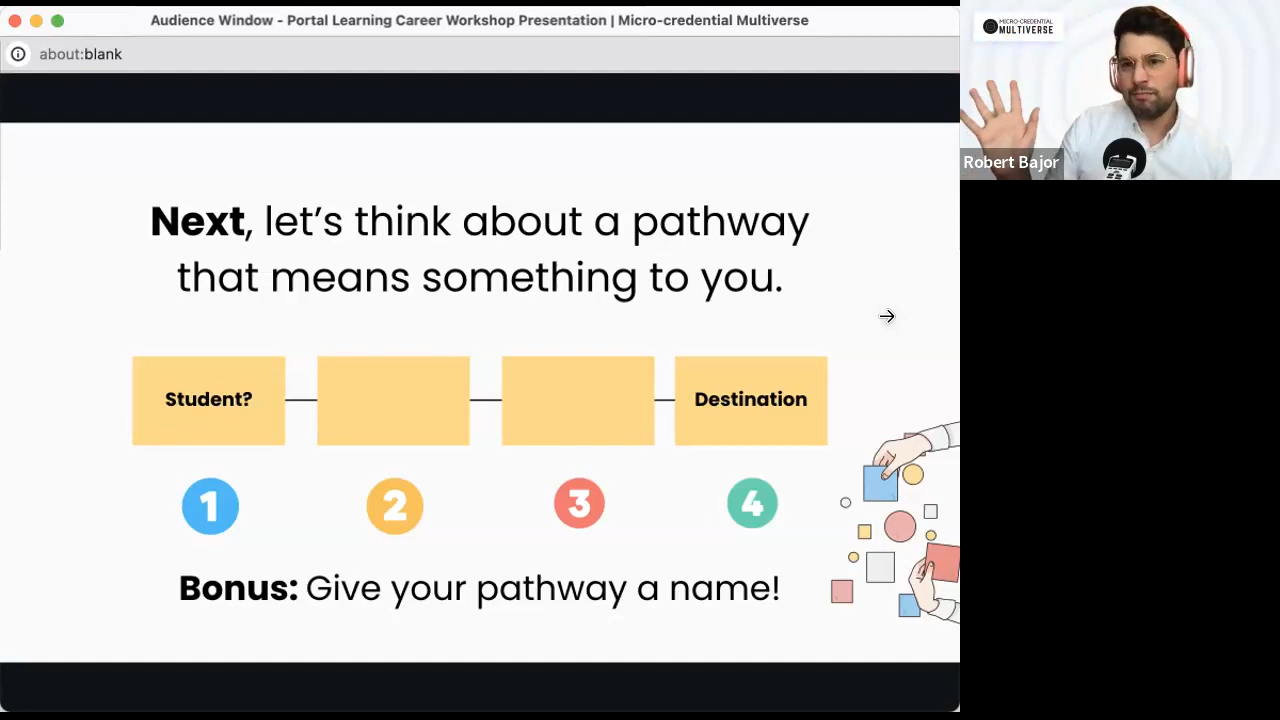 Audience Window - Portal Learning Career Workshop Presentation | Micro-credential Multiverse
about:blank
MICRO-CREDENTIAL
MULTIVERSE
Robert Bajor
Next, let’s think about a pathway
that means something to you.
Student?
Destination
1
2
3
4
Bonus: Give your pathway a name!